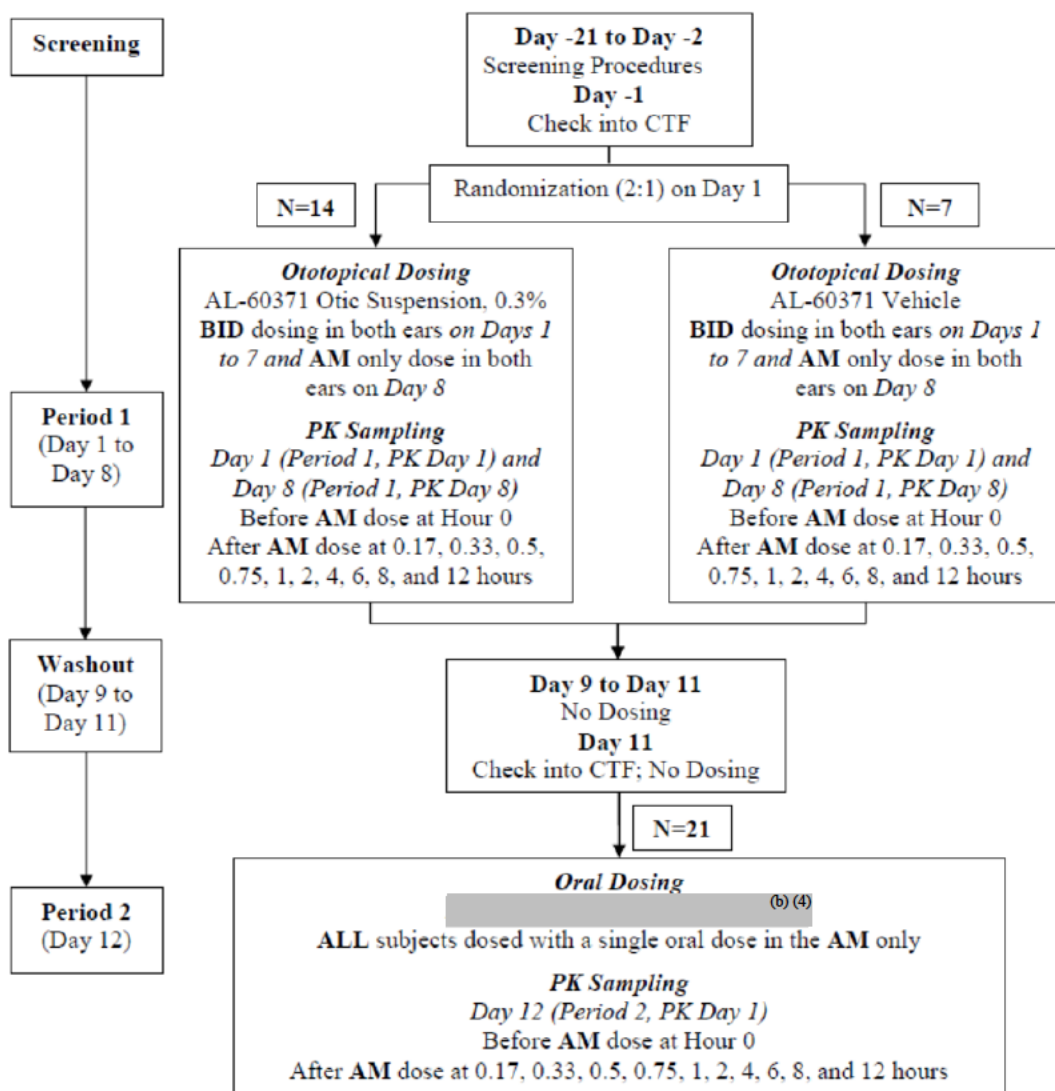 Screening
Day -21 to Day -2
Screening Procedures
Day -1
Check into CTF
Randomization (2:1) on Day 1
N=14
N=7
Ototopical Dosing
AL-60371 Otic Suspension, 0.3%
BID dosing in both ears on Days 1
to 7 and AM only dose in both
ears on Day 8
PK Sampling
Day 1 (Period 1, PK Day 1) and
Day 8 (Period 1, PK Day 8)
Before AM dose at Hour 0
After AM dose at 0.17, 0.33, 0.5,
0.75, 1, 2, 4, 6, 8, and 12 hours
Ototopical Dosing
AL-60371 Vehicle
BID dosing in both ears on Days 1
to 7 and AM only dose in both
ears on Day 8
PK Sampling
Day 1 (Period 1, PK Day 1) and
Day 8 (Period 1, PK Day 8)
Before AM dose at Hour 0
After AM dose at 0.17, 0.33, 0.5,
0.75, 1, 2, 4, 6, 8, and 12 hours
Period 1
(Day 1 to
Day 8)
Washout
(Day 9 to
Day 11)
Day 9 to Day 11
No Dosing
Day 11
Check into CTF; No Dosing
N=21
Period 2
(Day 12)
Oral Dosing
(b) (4)
ALL subjects dosed with a single oral dose in the AM only
PK Sampling
Day 12 (Period 2, PK Day 1)
Before AM dose at Hour 0
After AM dose at 0.17, 0.33, 0.5, 0.75, 1, 2, 4, 6, 8, and 12 hours